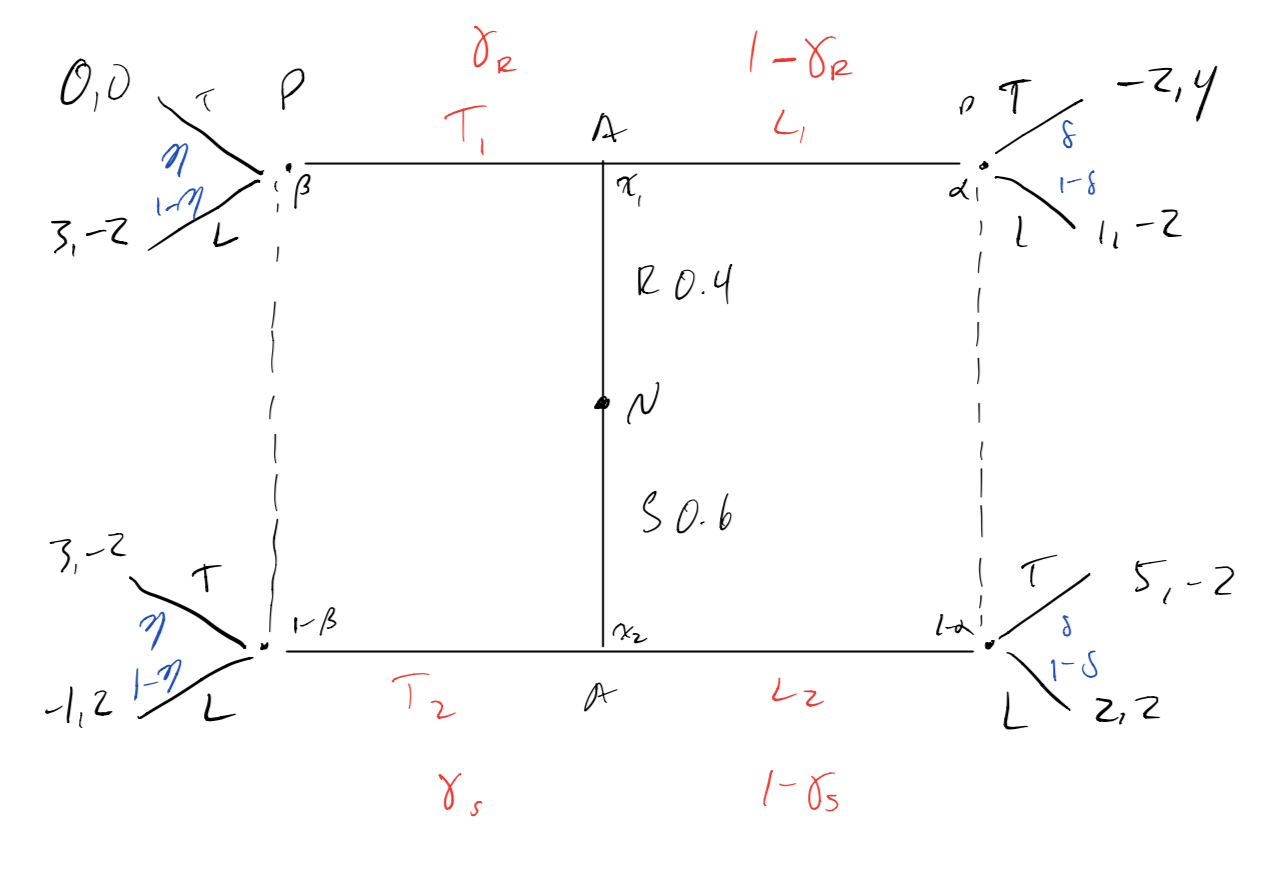 γR 1-γR
0,0 T P T1 A L1 P T -2,4
η β x1 α δ
1-η 1-δ
3,-2 L L 1,-2
R 0.4
N
S 0.6
3,-2 T T 5,-2
η 1-β x2 1-α δ
1-η 1-δ
-1,2 L T2 A L2 L 2,2
γs 1-γs